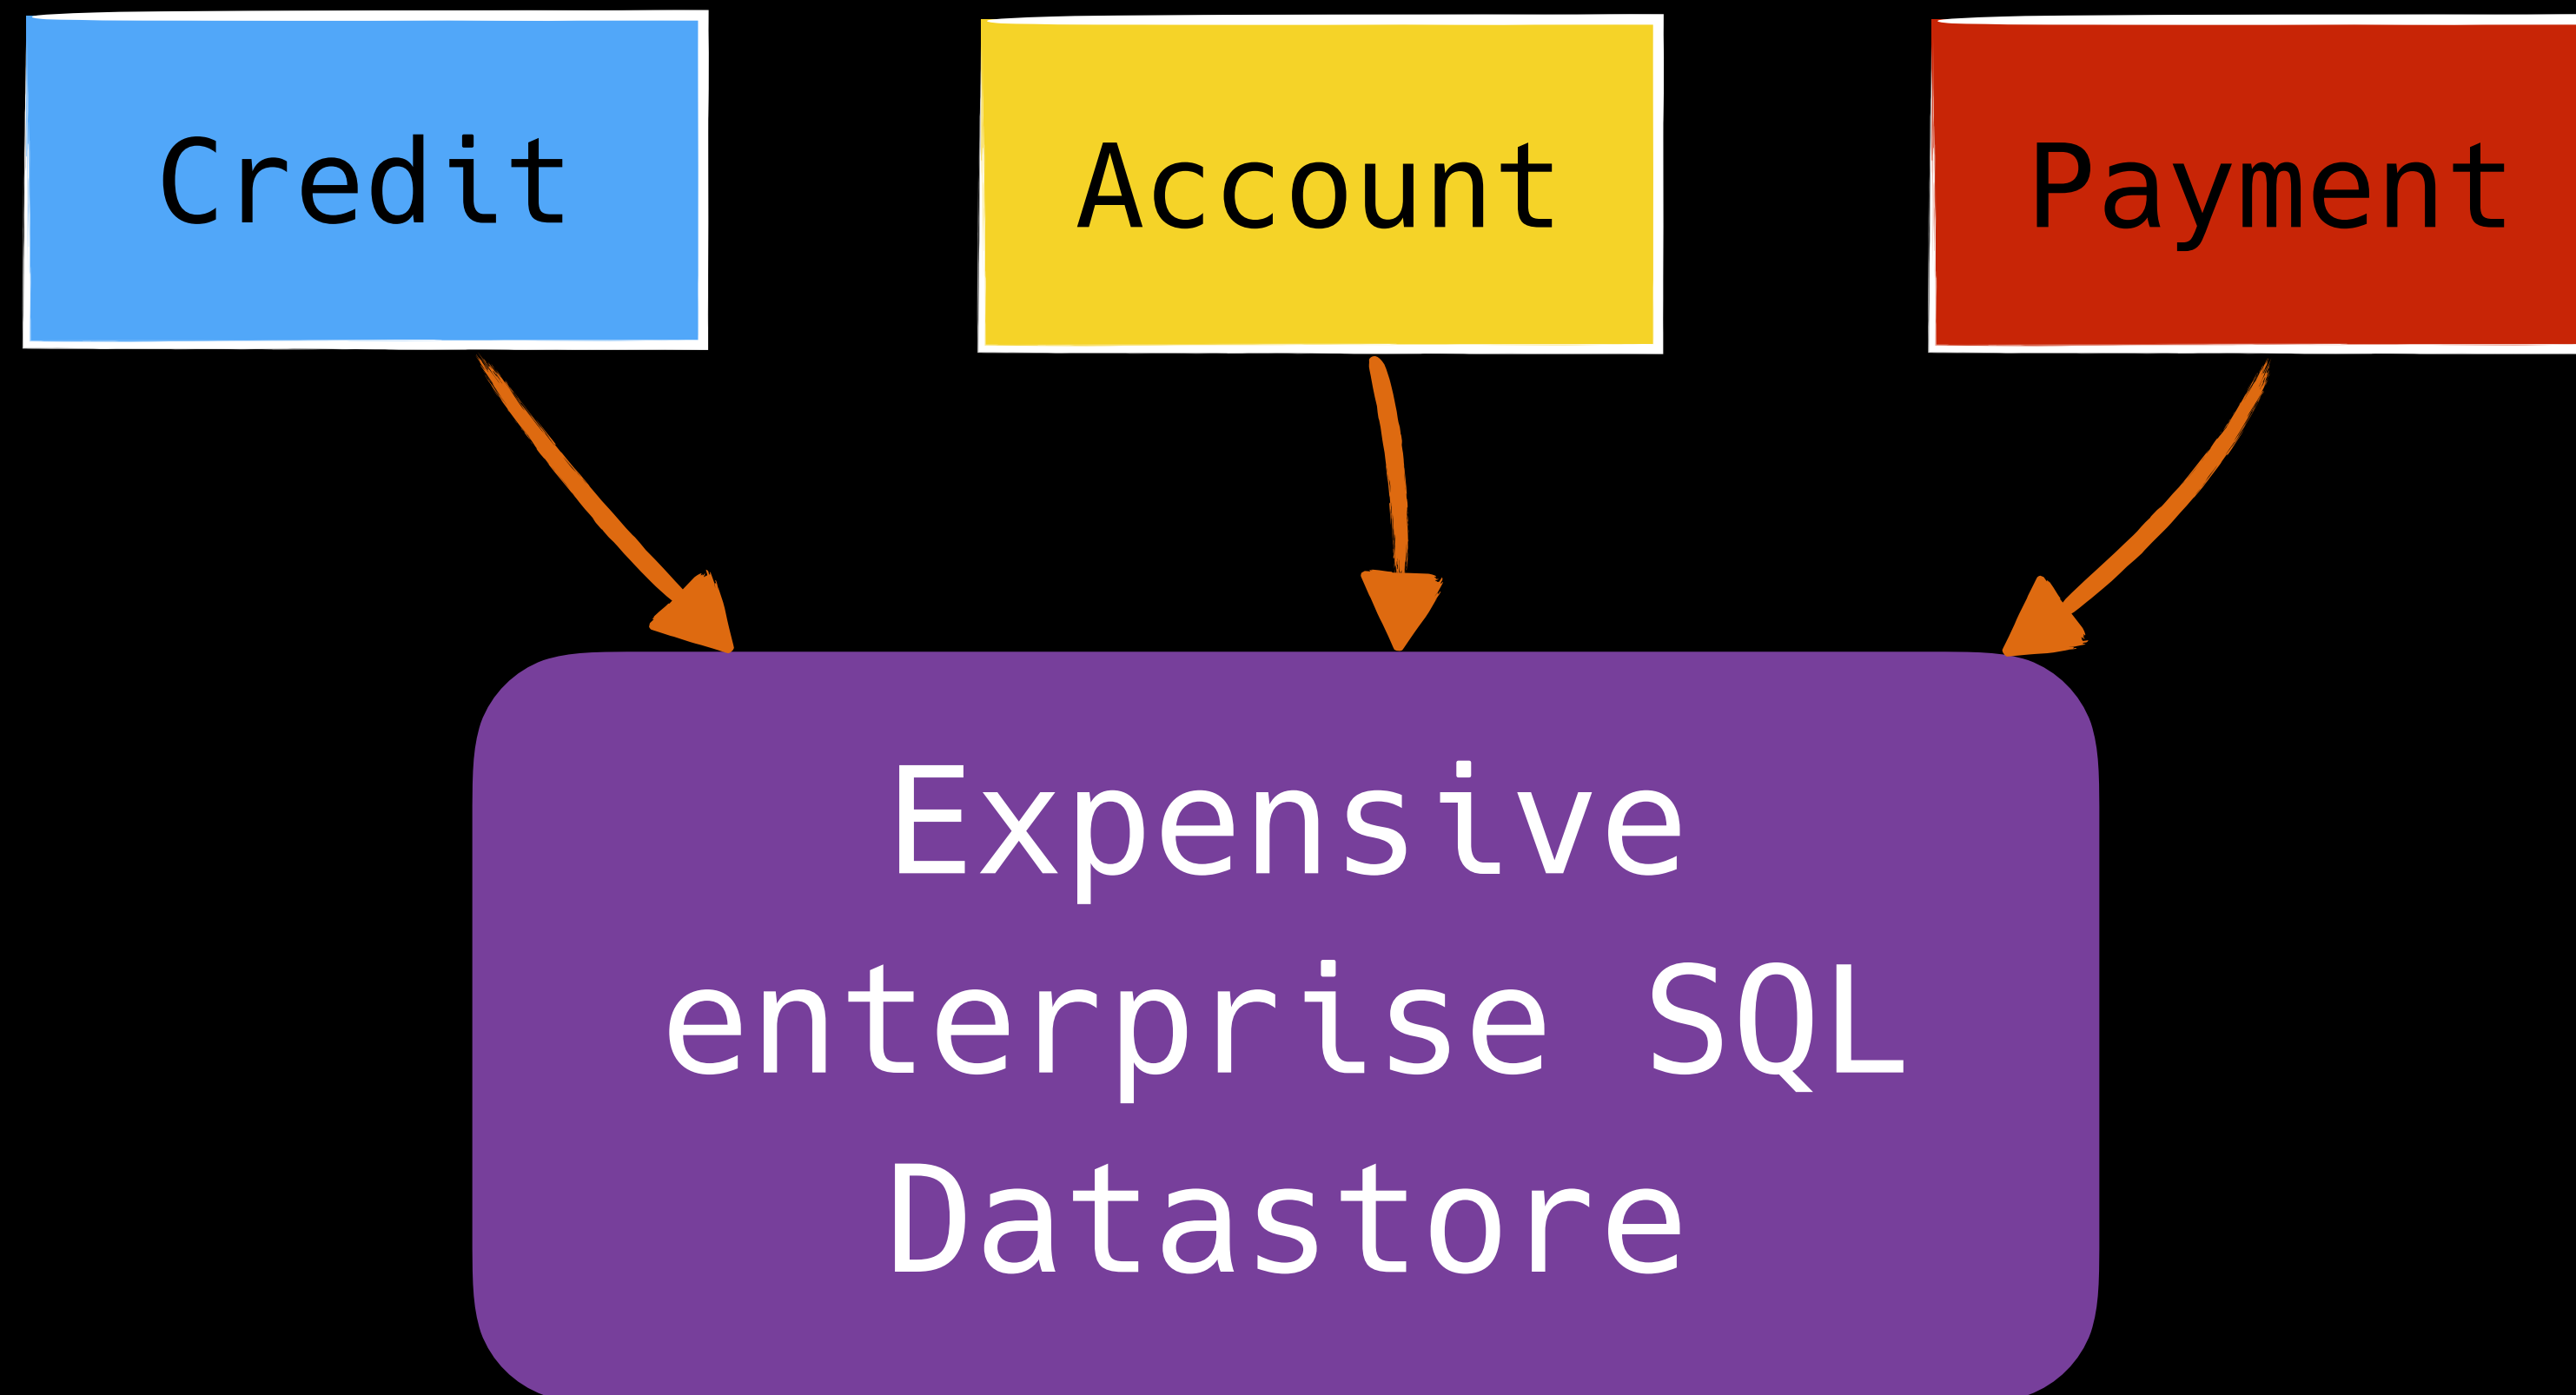 Credit
Account
Payment
Expensive
enterprise SQL
Datastore